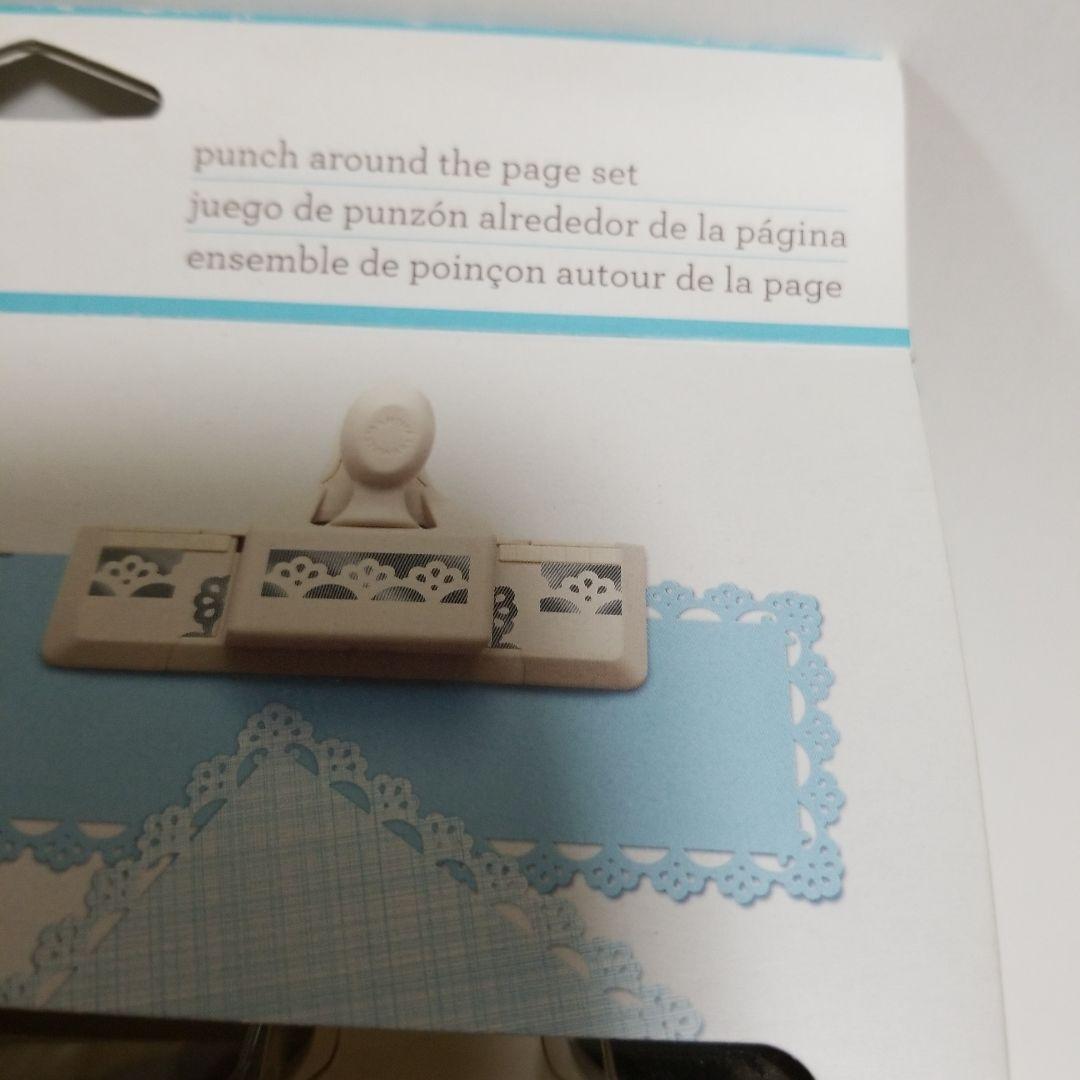 punch around the page set
juego de punzón alrededor de la página
ensemble de poinçon autour de la page